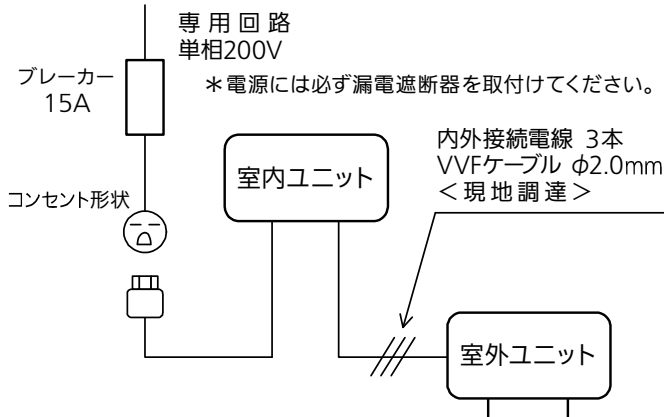 専用回路
単相200V
ブレーカー
15A
＊電源には必ず漏電遮断器を取付けてください。
内外接続電線 3本
VVFケーブル φ2.0mm
＜現地調達＞
室内ユニット
コンセント形状
室外ユニット